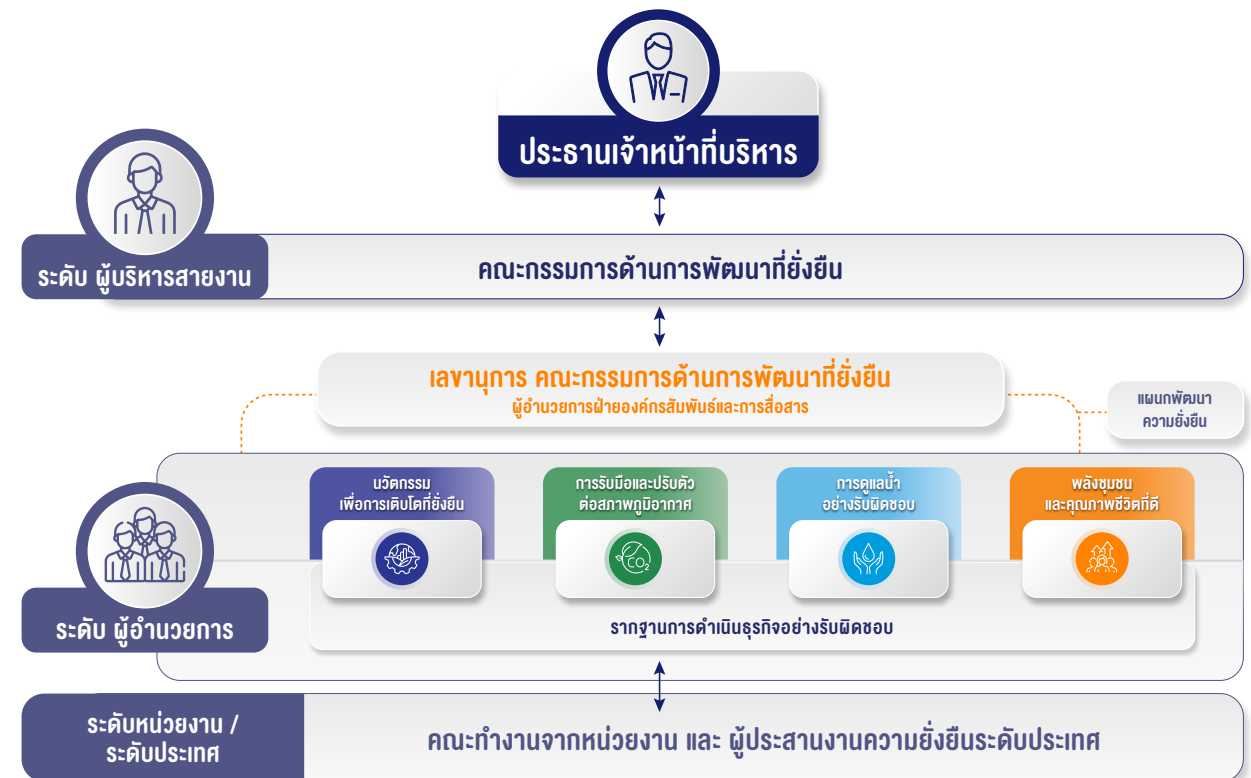 ประธานเจ้าหน้าที่บริหาร
ระดับ ผู้บริหารสายงาน
คณะกรรมการด้านการพัฒนาที่ยั่งยืน
เลขานุการ คณะกรรมการด้านการพัฒนาที่ยั่งยืน
ผู้อำนวยการฝ่ายองค์กรสัมพันธ์และการสื่อสาร
แผนกพัฒนา
ความยั่งยืน
นวัตกรรม
เพื่อการเติบโตที่ยั่งยืน
การรับมือและปรับตัว
ต่อสภาพภูมิอากาศ
CO₂
การดูแลน้ำ
อย่างรับผิดชอบ
พลังชุมชน
และคุณภาพชีวิตที่ดี
ระดับ ผู้อำนวยการ
รากฐานการดำเนินธุรกิจอย่างรับผิดชอบ
ระดับหน่วยงาน /
ระดับประเทศ
คณะทำงานจากหน่วยงาน และ ผู้ประสานงานความยั่งยืนระดับประเทศ